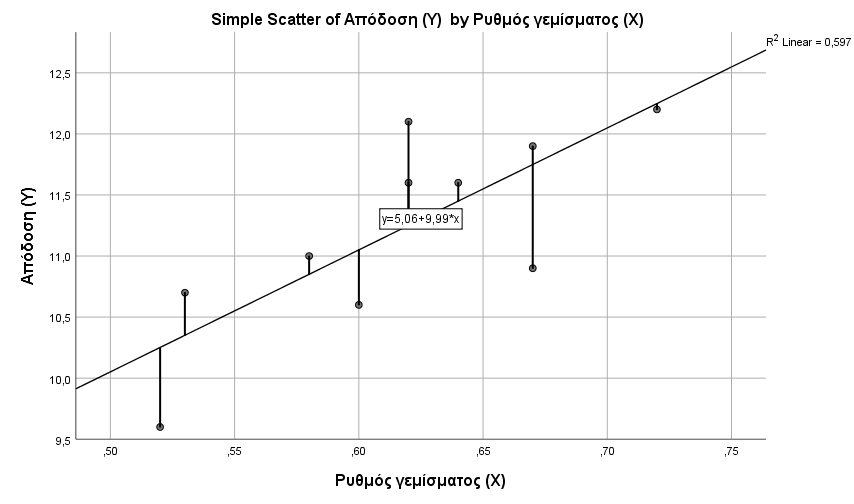 Simple Scatter of Απόδοση (Y) by Ρυθμός γεμίσματος (X)
R2 Linear = 0,597
12,5
12,0
11,5
11,0
10,5
10,0
9,5
Απόδοση (Y)
y=5,06+9,99*x
,50 ,55 ,60 ,65 ,70 ,75
Ρυθμός γεμίσματος (X)